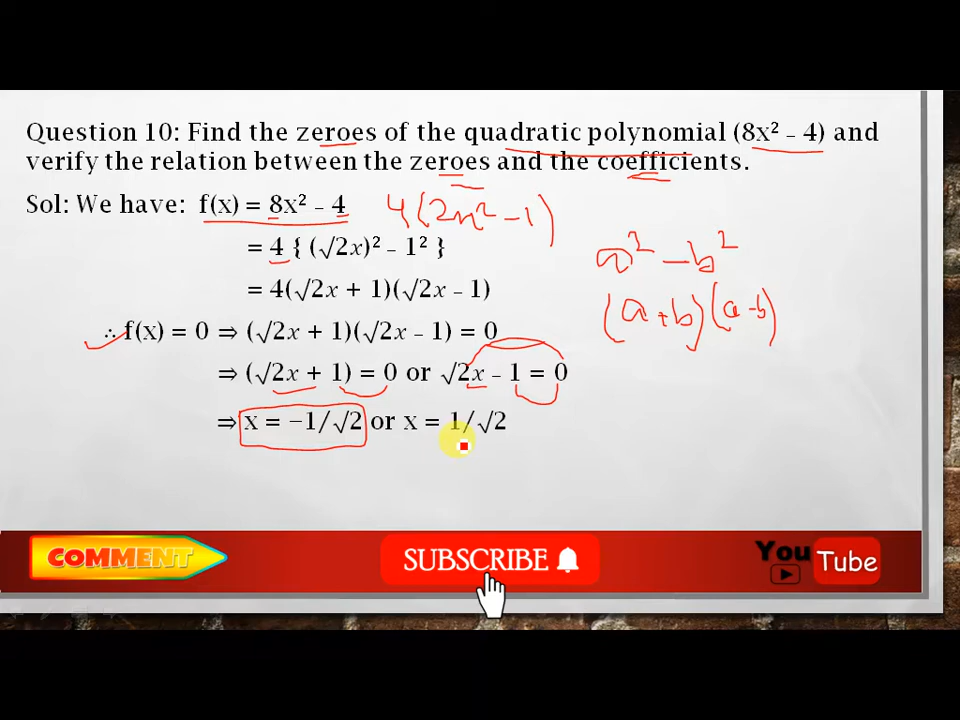 Question 10: Find the zeroes of the quadratic polynomial (8x² – 4) and
verify the relation between the zeroes and the coefficients.
Sol: We have: f(x) = 8x² – 4
4(2x² – 1)
= 4 { (√2x)² – 1² }
a² – b²
= 4(√2x + 1)(√2x – 1)
(a + b)(a – b)
∴ f(x) = 0 ⇒ (√2x + 1)(√2x – 1) = 0
⇒ (√2x + 1) = 0 or √2x – 1 = 0
⇒ x = −1/√2 or x = 1/√2
COMMENT
SUBSCRIBE
You Tube